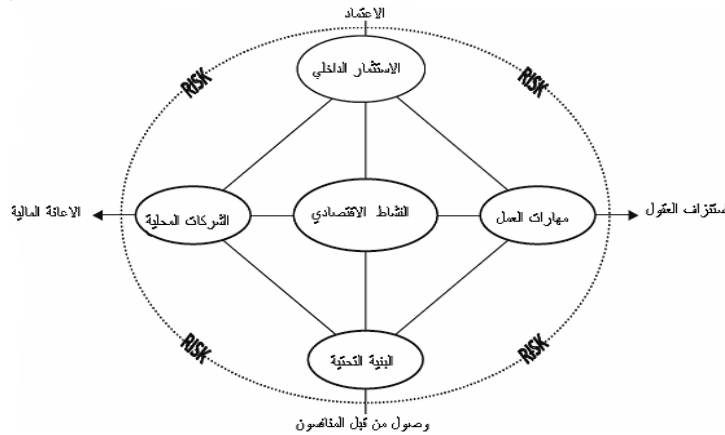 الاعتماد
الاستثمار الداخلي
RISK
RISK
الاعانة المالية
الشركات المحلية
النشاط الاقتصادي
مهارات العمل
ستنزاف العقول
RISK
RISK
البنية التحتية
وصول من قبل المنافسون